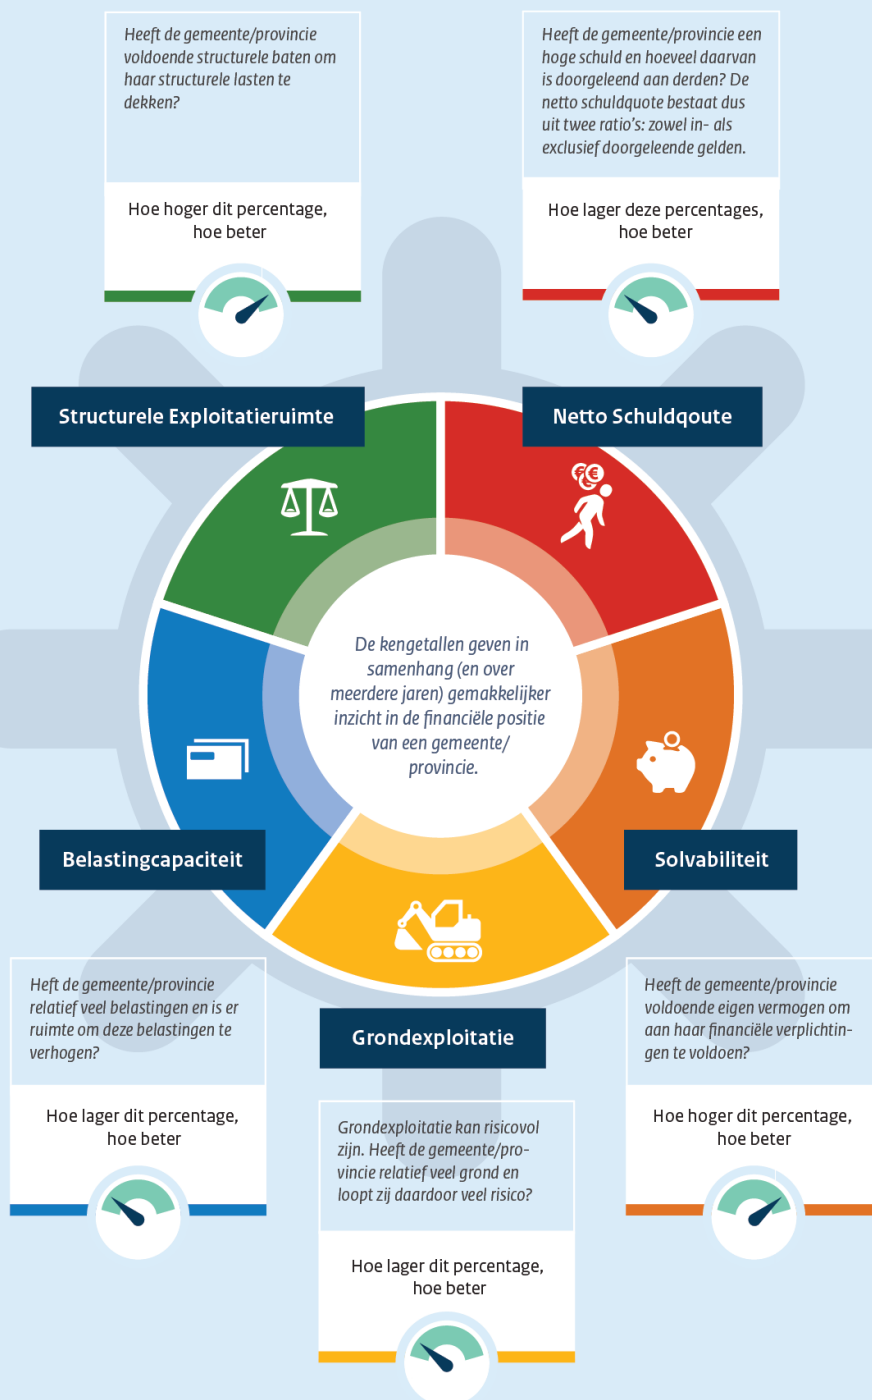 Heeft de gemeente/provincie
voldoende structurele baten om
haar structurele lasten te
dekken?
Hoe hoger dit percentage,
hoe beter
Heeft de gemeente/provincie een
hoge schuld en hoeveel daarvan
is doorgeleend aan derden? De
netto schuldquote bestaat dus
uit twee ratio's: zowel in- als
exclusief doorgeleende gelden.
Hoe lager deze percentages,
hoe beter
Structurele Exploitatieruimte
Netto Schuldqoute
€
€
€
De kengetallen geven in
samenhang (en over
meerdere jaren) gemakkelijker
inzicht in de financiële positie
van een gemeente/
provincie.
Belastingcapaciteit
Solvabiliteit
Heft de gemeente/provincie
relatief veel belastingen en is er
ruimte om deze belastingen te
verhogen?
Hoe lager dit percentage,
hoe beter
Grondexploitatie
Grondexploitatie kan risicovol
zijn. Heeft de gemeente/pro-
vincie relatief veel grond en
loopt zij daardoor veel risico?
Hoe lager dit percentage,
hoe beter
Heeft de gemeente/provincie
voldoende eigen vermogen om
aan haar financiële verplichtin-
gen te voldoen?
Hoe hoger dit percentage,
hoe beter